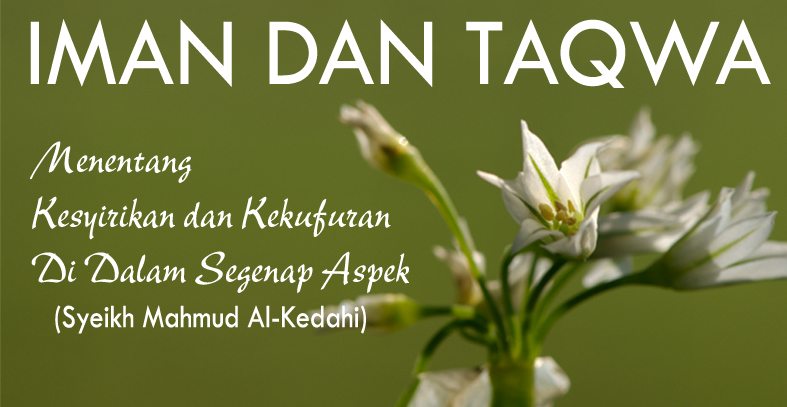 IMAN DAN TAQWA
Menentang
Kesyirikan dan Kekufuran
Di Dalam Segenap Aspek
(Syeikh Mahmud Al-Kedahi)